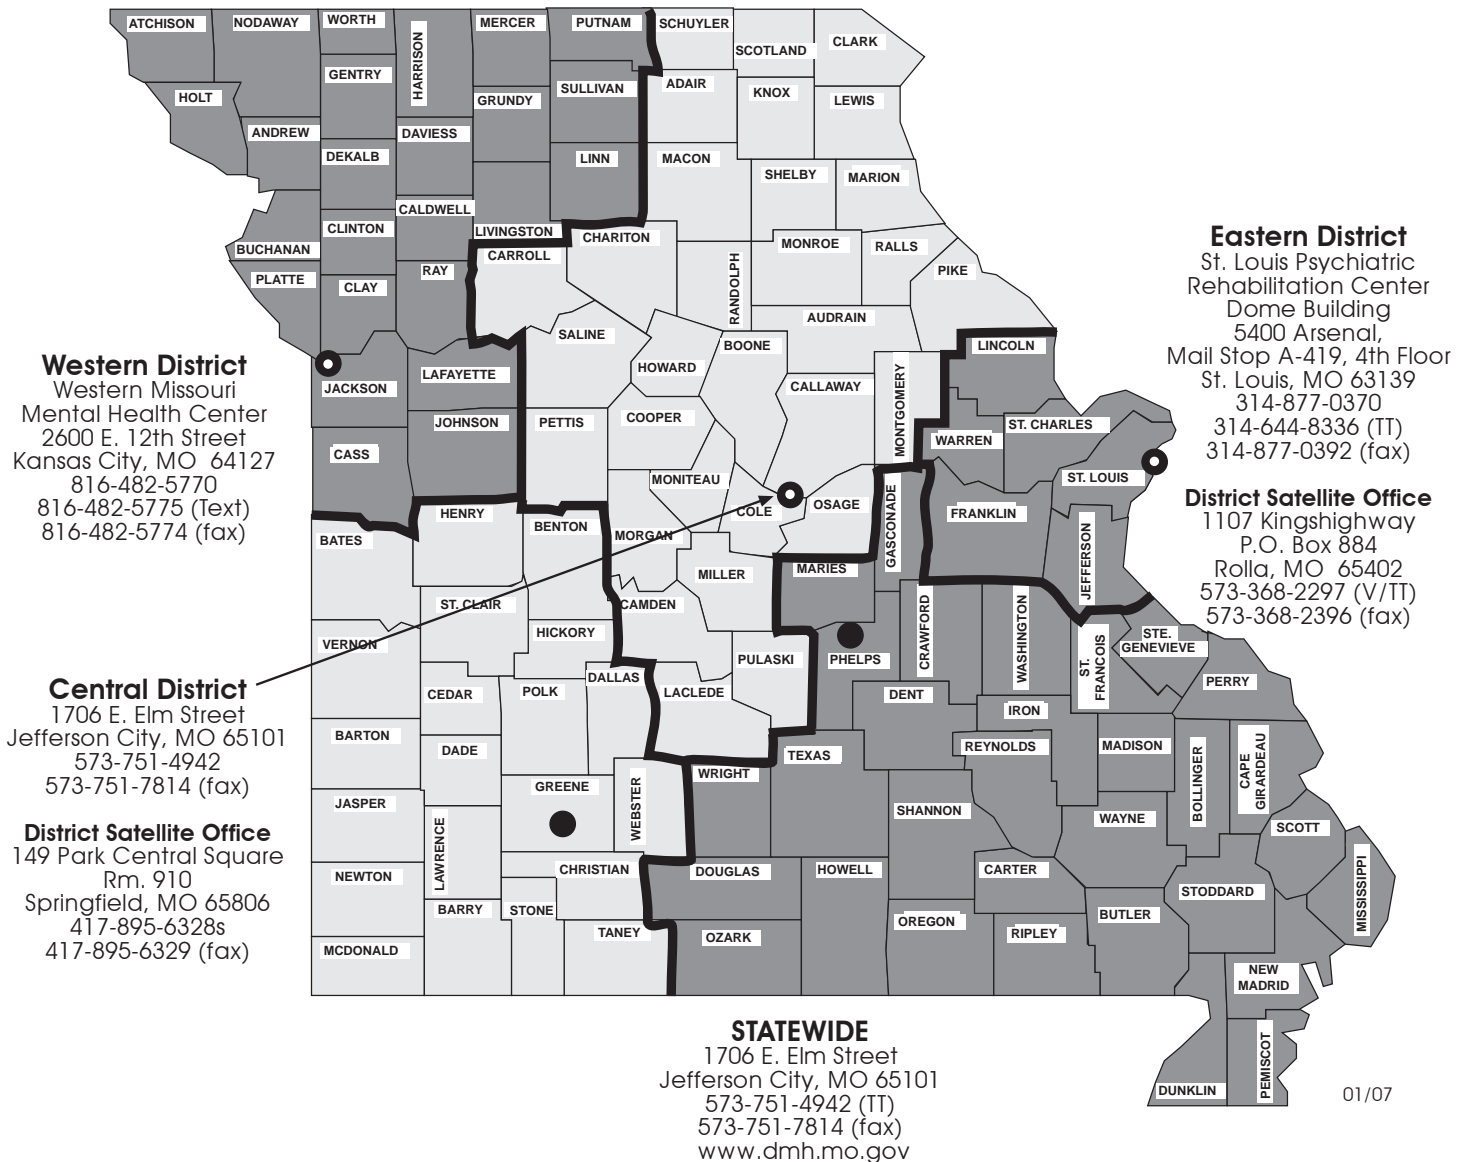 ATCHISON
NODAWAY
WORTH
HARRISON
MERCER
PUTNAM
SCHUYLER
SCOTLAND
CLARK
GENTRY
HOLT
GRUNDY
SULLIVAN
ADAIR
KNOX
LEWIS
ANDREW
DAVIESS
DEKALB
LINN
MACON
SHELBY
MARION
CALDWELL
CLINTON
LIVINGSTON
CHARITON
BUCHANAN
CARROLL
MONROE
RALLS
PLATTE
CLAY
RAY
RANDOLPH
PIKE
AUDRAIN
SALINE
BOONE
LINCOLN
HOWARD
LAFAYETTE
JACKSON
CALLAWAY
MONTGOMERY
JOHNSON
PETTIS
COOPER
WARREN
ST. CHARLES
CASS
MONITEAU
ST. LOUIS
HENRY
BENTON
COLE
OSAGE
GASCONADE
FRANKLIN
BATES
MORGAN
MILLER
MARIES
JEFFERSON
ST. CLAIR
CAMDEN
CRAWFORD
WASHINGTON
VERNON
HICKORY
PULASKI
PHELPS
ST.
FRANCOIS
STE.
GENEVIEVE
DALLAS
CEDAR
POLK
LACLEDE
DENT
IRON
PERRY
BARTON
DADE
TEXAS
REYNOLDS
MADISON
BOLLINGER
CAPE
GIRARDEAU
WRIGHT
GREENE
JASPER
WEBSTER
SHANNON
WAYNE
SCOTT
LAWRENCE
NEWTON
CHRISTIAN
DOUGLAS
HOWELL
CARTER
STODDARD
MISSISSIPPI
BARRY
STONE
TANEY
OZARK
OREGON
RIPLEY
BUTLER
MCDONALD
NEW
MADRID
DUNKLIN
PEMISCOT
Western District
Western Missouri
Mental Health Center
2600 E. 12th Street
Kansas City, MO 64127
816-482-5770
816-482-5775 (Text)
816-482-5774 (fax)
Central District
1706 E. Elm Street
Jefferson City, MO 65101
573-751-4942
573-751-7814 (fax)
District Satellite Office
149 Park Central Square
Rm. 910
Springfield, MO 65806
417-895-6328s
417-895-6329 (fax)
Eastern District
St. Louis Psychiatric
Rehabilitation Center
Dome Building
5400 Arsenal,
Mail Stop A-419, 4th Floor
St. Louis, MO 63139
314-877-0370
314-644-8336 (TT)
314-877-0392 (fax)
District Satellite Office
1107 Kingshighway
P.O. Box 884
Rolla, MO 65402
573-368-2297 (V/TT)
573-368-2396 (fax)
STATEWIDE
1706 E. Elm Street
Jefferson City, MO 65101
573-751-4942 (TT)
573-751-7814 (fax)
www.dmh.mo.gov
01/07